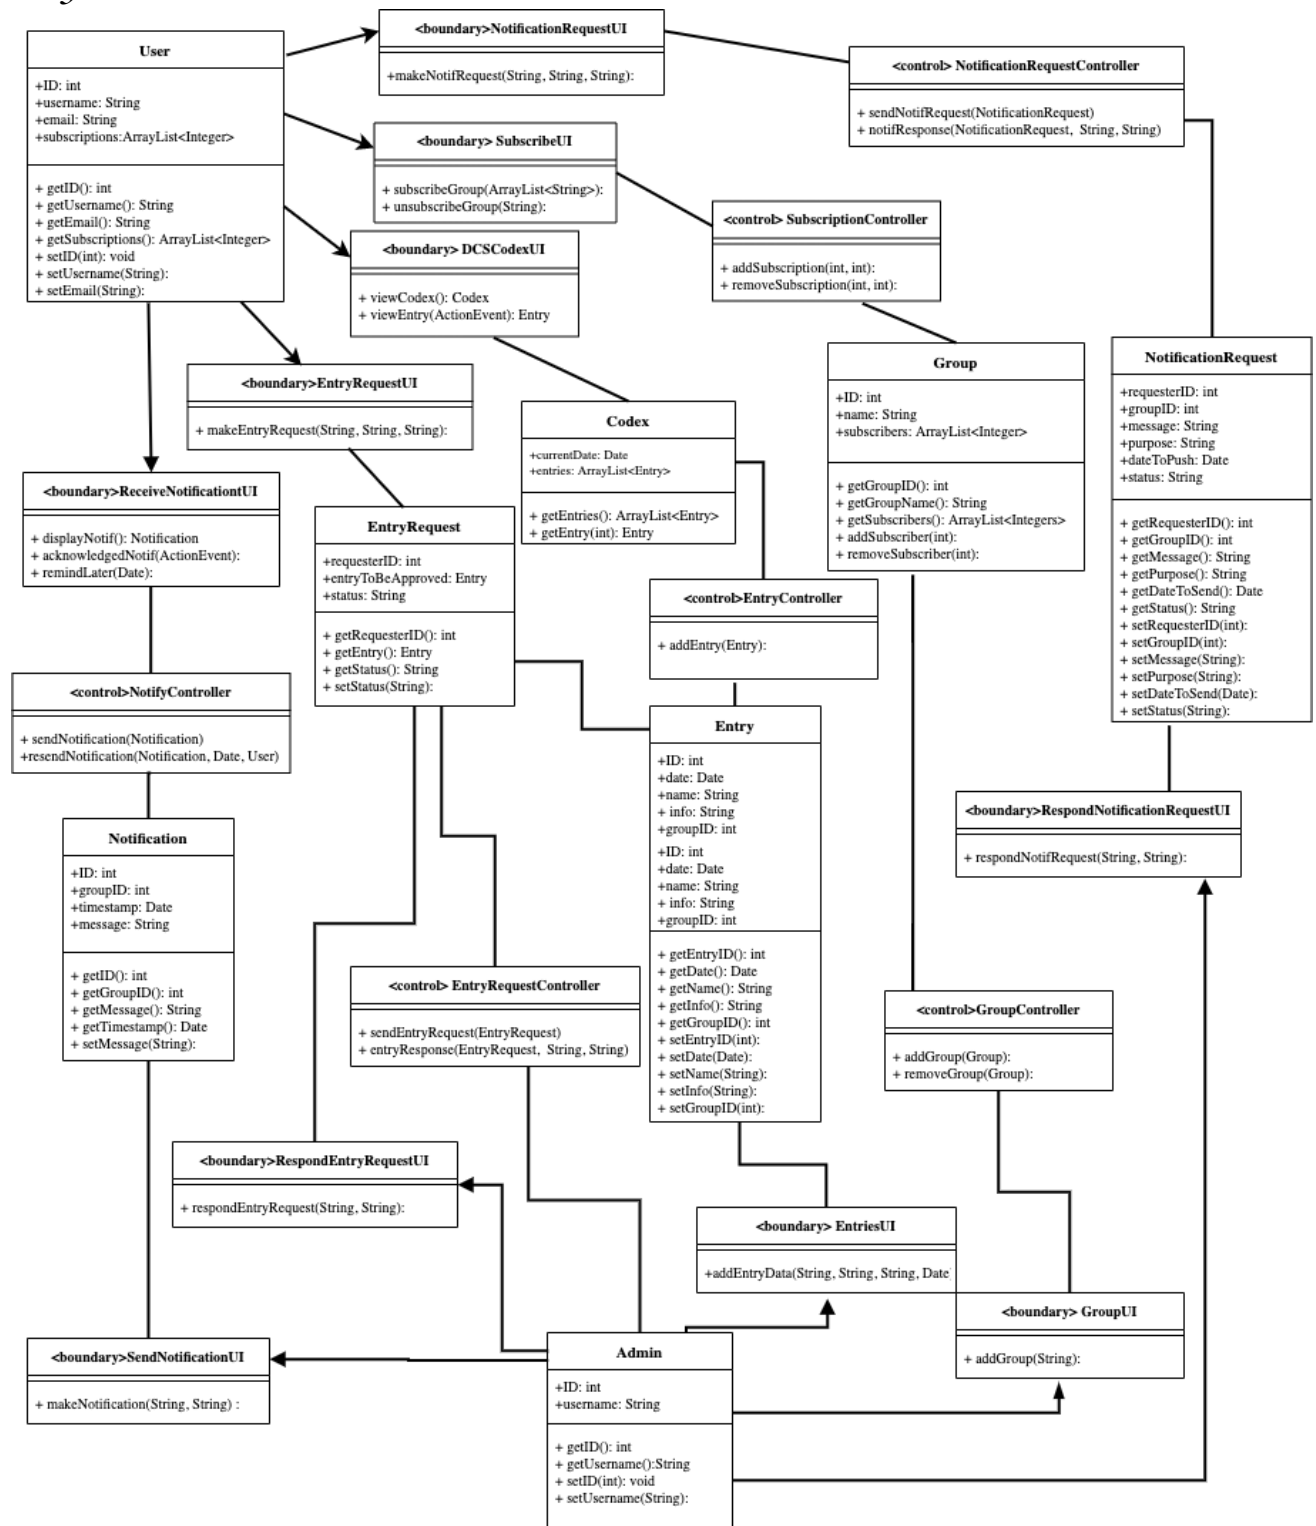 User
+ID: int
+username: String
+email: String
+subscriptions:ArrayList<Integer>
+ getID(): int
+ getUsername(): String
+ getEmail(): String
+ getSubscriptions(): ArrayList<Integer>
+ setID(int): void
+ setUsername(String):
+ setEmail(String):
<boundary>NotificationRequestUI
+makeNotifRequest(String, String, String):
<control> NotificationRequestController
+ sendNotifRequest(NotificationRequest)
+ notifResponse(NotificationRequest, String, String)
<boundary> SubscribeUI
+ subscribeGroup(ArrayList<String>):
+ unsubscribeGroup(String):
<control> SubscriptionController
+ addSubscription(int, int):
+ removeSubscription(int, int):
<boundary> DCSCodexUI
+ viewCodex(): Codex
+ viewEntry(ActionEvent): Entry
<boundary>EntryRequestUI
+ makeEntryRequest(String, String, String):
Codex
+currentDate: Date
+entries: ArrayList<Entry>
+ getEntries(): ArrayList<Entry>
+ getEntry(int): Entry
Group
+ID: int
+name: String
+subscribers: ArrayList<Integer>
+ getGroupID(): int
+ getGroupName(): String
+ getSubscribers(): ArrayList<Integers>
+ addSubscriber(int):
+ removeSubscriber(int):
NotificationRequest
+requesterID: int
+groupID: int
+message: String
+purpose: String
+dateToPush: Date
+status: String
+ getRequesterID(): int
+ getGroupID(): int
+ getMessage(): String
+ getPurpose(): String
+ getDateToSend(): Date
+ getStatus(): String
+ setRequesterID(int):
+ setGroupID(int):
+ setMessage(String):
+ setPurpose(String):
+ setDateToSend(Date):
+ setStatus(String):
<boundary>ReceiveNotificationtUI
+ displayNotif(): Notification
+ acknowledgedNotif(ActionEvent):
+ remindLater(Date):
EntryRequest
+requesterID: int
+entryToBeApproved: Entry
+status: String
+ getRequesterID(): int
+ getEntry(): Entry
+ getStatus(): String
+ setStatus(String):
<control>EntryController
+ addEntry(Entry):
<control>NotifyController
+ sendNotification(Notification)
+resendNotification(Notification, Date, User)
Entry
+ID: int
+date: Date
+name: String
+ info: String
+groupID: int
+ID: int
+date: Date
+name: String
+ info: String
+groupID: int
+ getEntryID(): int
+ getDate(): Date
+ getName(): String
+ getInfo(): String
+ getGroupID(): int
+ setEntryID(int):
+ setDate(Date):
+ setName(String):
+ setInfo(String):
+ setGroupID(int):
<boundary>RespondNotificationRequestUI
+ respondNotifRequest(String, String):
Notification
+ID: int
+groupID: int
+timestamp: Date
+message: String
+ getID(): int
+ getGroupID(): int
+ getMessage(): String
+ getTimestamp(): Date
+ setMessage(String):
<control> EntryRequestController
+ sendEntryRequest(EntryRequest)
+ entryResponse(EntryRequest, String, String)
<control>GroupController
+ addGroup(Group):
+ removeGroup(Group):
<boundary>RespondEntryRequestUI
+ respondEntryRequest(String, String):
<boundary> EntriesUI
+addEntryData(String, String, String, Date
<boundary> GroupUI
+ addGroup(String):
<boundary>SendNotificationUI
+ makeNotification(String, String) :
Admin
+ID: int
+username: String
+ getID(): int
+ getUsername():String
+ setID(int): void
+ setUsername(String):